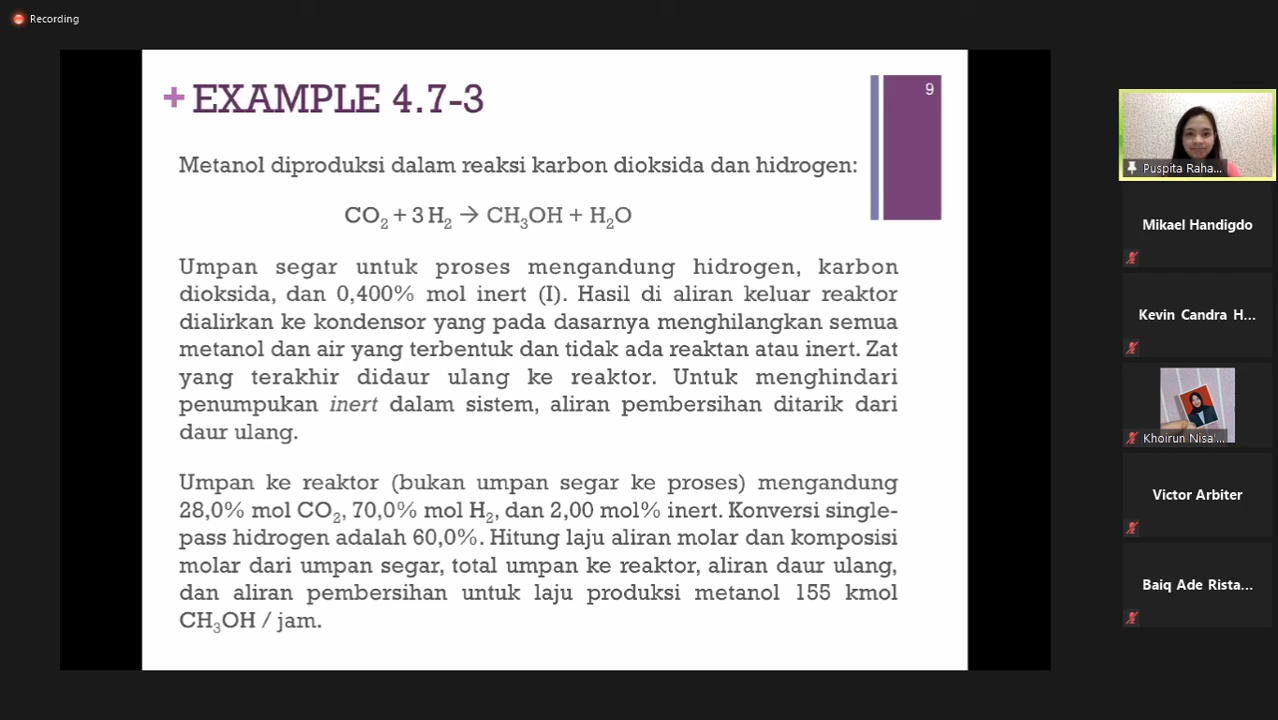 Recording
+ EXAMPLE 4.7-3
9
Metanol diproduksi dalam reaksi karbon dioksida dan hidrogen:
CO₂ + 3 H₂ → CH₃OH + H₂O
Umpan segar untuk proses mengandung hidrogen, karbon
dioksida, dan 0,400% mol inert (I). Hasil di aliran keluar reaktor
dialirkan ke kondensor yang pada dasarnya menghilangkan semua
metanol dan air yang terbentuk dan tidak ada reaktan atau inert. Zat
yang terakhir didaur ulang ke reaktor. Untuk menghindari
penumpukan inert dalam sistem, aliran pembersihan ditarik dari
daur ulang.
Umpan ke reaktor (bukan umpan segar ke proses) mengandung
28,0% mol CO₂, 70,0% mol H₂, dan 2,00 mol% inert. Konversi single-
pass hidrogen adalah 60,0%. Hitung laju aliran molar dan komposisi
molar dari umpan segar, total umpan ke reaktor, aliran daur ulang,
dan aliran pembersihan untuk laju produksi metanol 155 kmol
CH₃OH / jam.
Puspita Raha...
Mikael Handigdo
Kevin Candra H...
Khoirun Nisa'...
Victor Arbiter
Baiq Ade Rista...